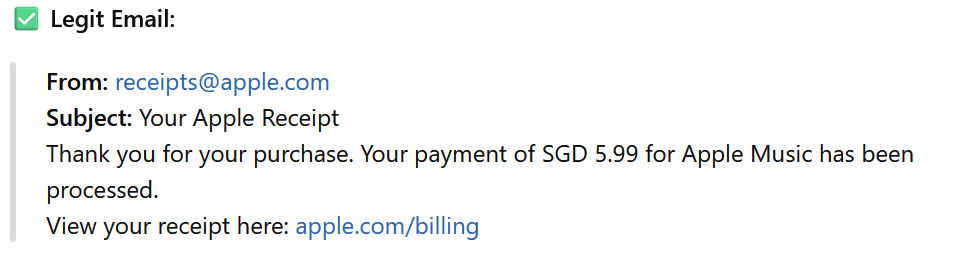 ✅ Legit Email:
From: receipts@apple.com
Subject: Your Apple Receipt
Thank you for your purchase. Your payment of SGD 5.99 for Apple Music has been
processed.
View your receipt here: apple.com/billing